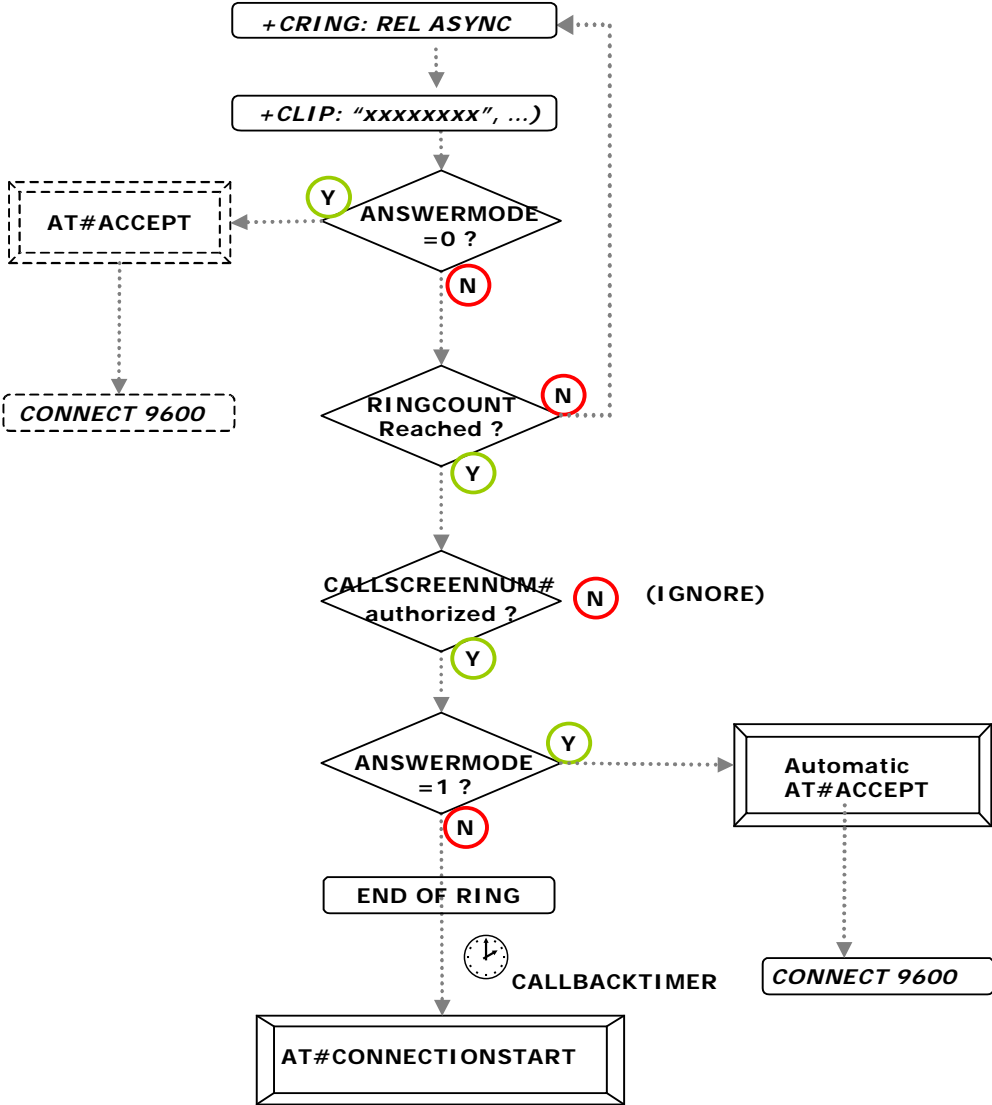 +CRING: REL ASYNC
+CLIP: “xxxxxxxx”, …)
Y
ANSWERMODE
=0 ?
AT#ACCEPT
N
CONNECT 9600
RINGCOUNT
Reached ?
N
Y
CALLSCREENNUM#
authorized ?
N
(IGNORE)
Y
ANSWERMODE
=1 ?
Y
Automatic
AT#ACCEPT
N
END OF RING
CALLBACKTIMER
CONNECT 9600
AT#CONNECTIONSTART